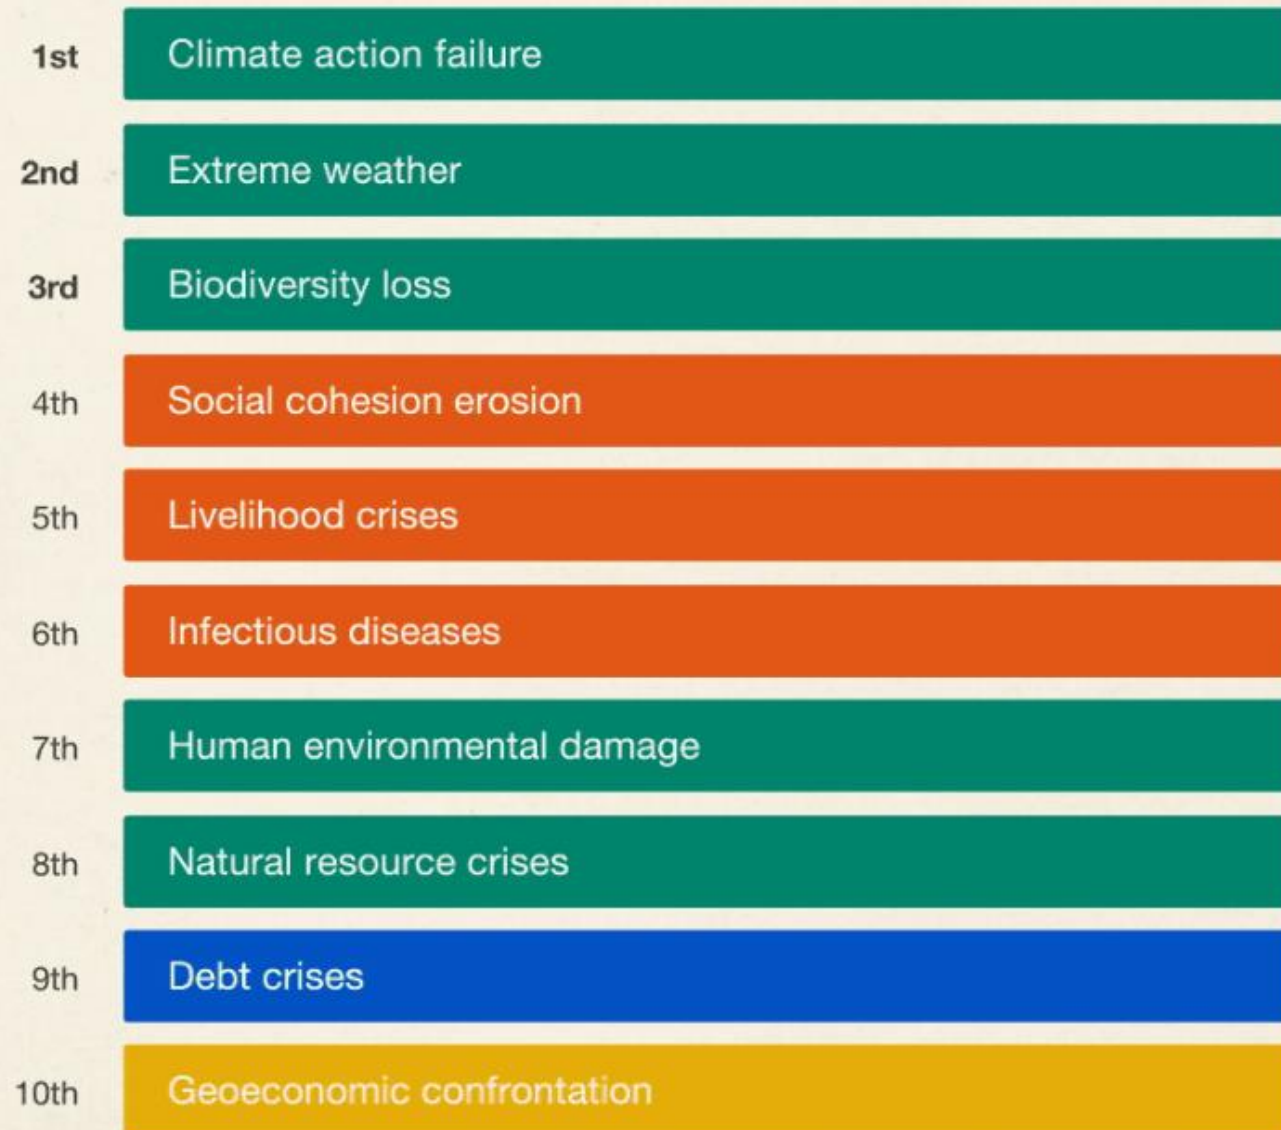 1st Climate action failure
2nd Extreme weather
3rd Biodiversity loss
4th Social cohesion erosion
5th Livelihood crises
6th Infectious diseases
7th Human environmental damage
8th Natural resource crises
9th Debt crises
10th Geoeconomic confrontation